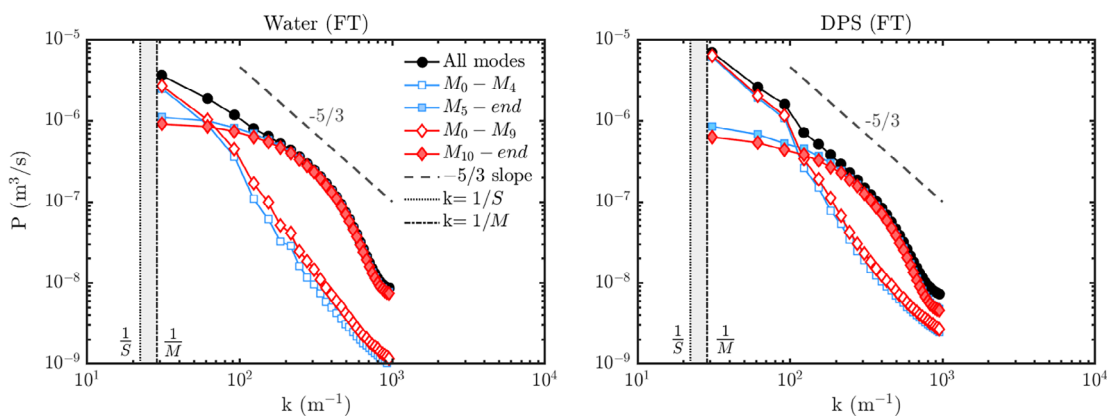 Water (FT)
10^-5
10^-6
10^-7
10^-8
10^-9
P (m^3/s)
-5/3
All modes
M_0 − M_4
M_5 − end
M_0 − M_9
M_10 − end
−5/3 slope
k= 1/S
k= 1/M
1/S
1/M
10^1
10^2
10^3
10^4
k (m^-1)
DPS (FT)
10^-5
10^-6
10^-7
10^-8
10^-9
-5/3
1/S
1/M
10^1
10^2
10^3
10^4
k (m^-1)